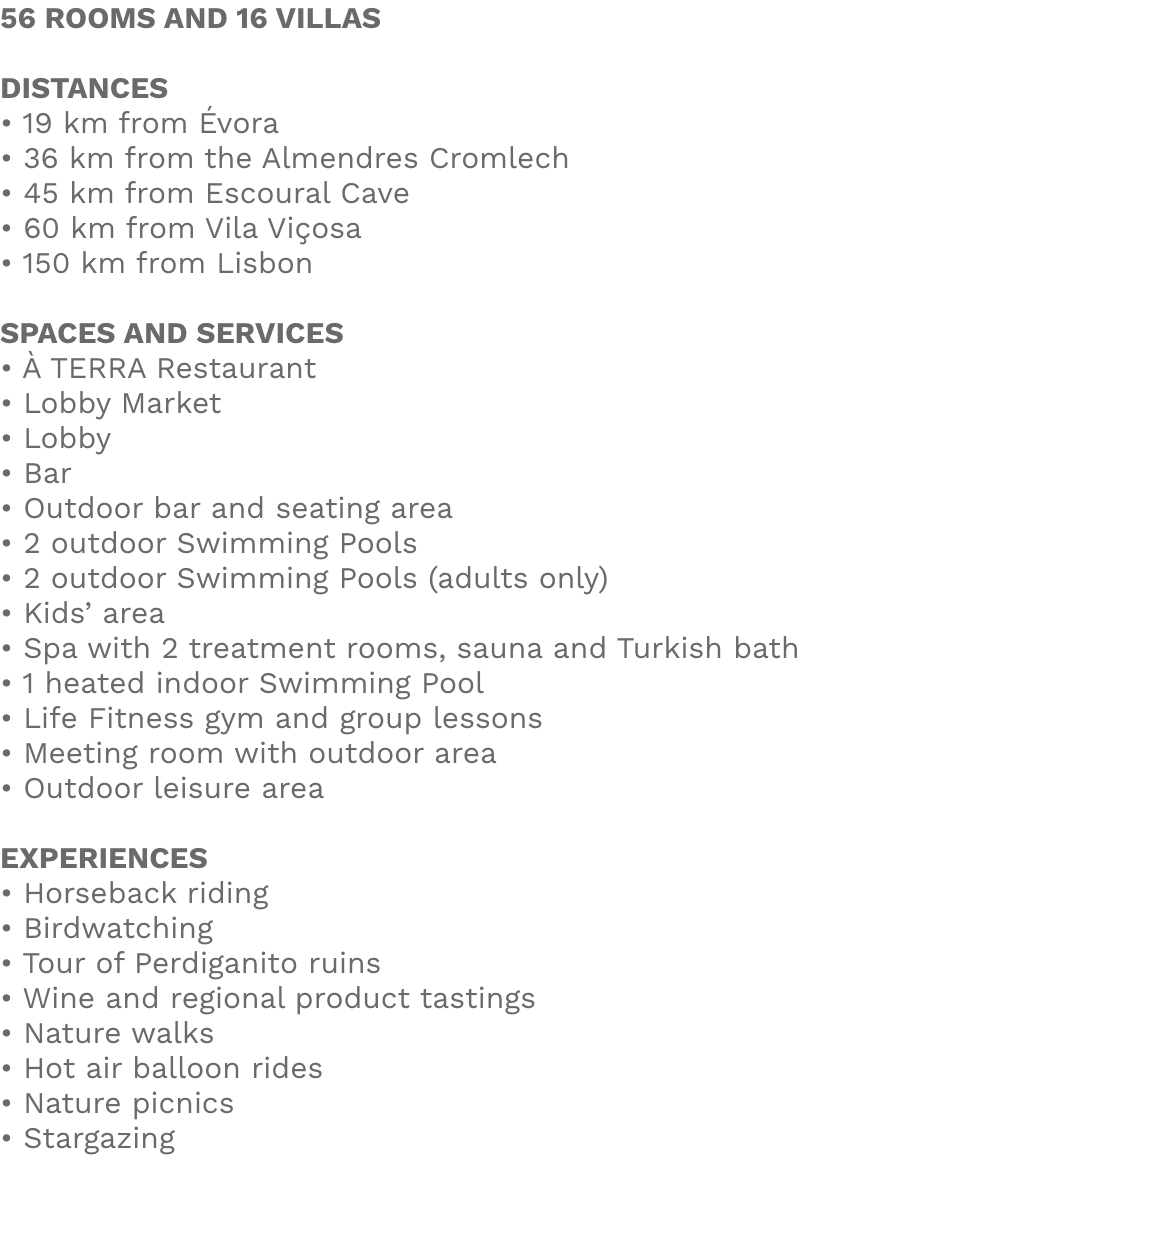 56 ROOMS AND 16 VILLAS
DISTANCES
• 19 km from Évora
• 36 km from the Almendres Cromlech
• 45 km from Escoural Cave
• 60 km from Vila Viçosa
• 150 km from Lisbon
SPACES AND SERVICES
• À TERRA Restaurant
• Lobby Market
• Lobby
• Bar
• Outdoor bar and seating area
• 2 outdoor Swimming Pools
• 2 outdoor Swimming Pools (adults only)
• Kids’ area
• Spa with 2 treatment rooms, sauna and Turkish bath
• 1 heated indoor Swimming Pool
• Life Fitness gym and group lessons
• Meeting room with outdoor area
• Outdoor leisure area
EXPERIENCES
• Horseback riding
• Birdwatching
• Tour of Perdiganito ruins
• Wine and regional product tastings
• Nature walks
• Hot air balloon rides
• Nature picnics
• Stargazing